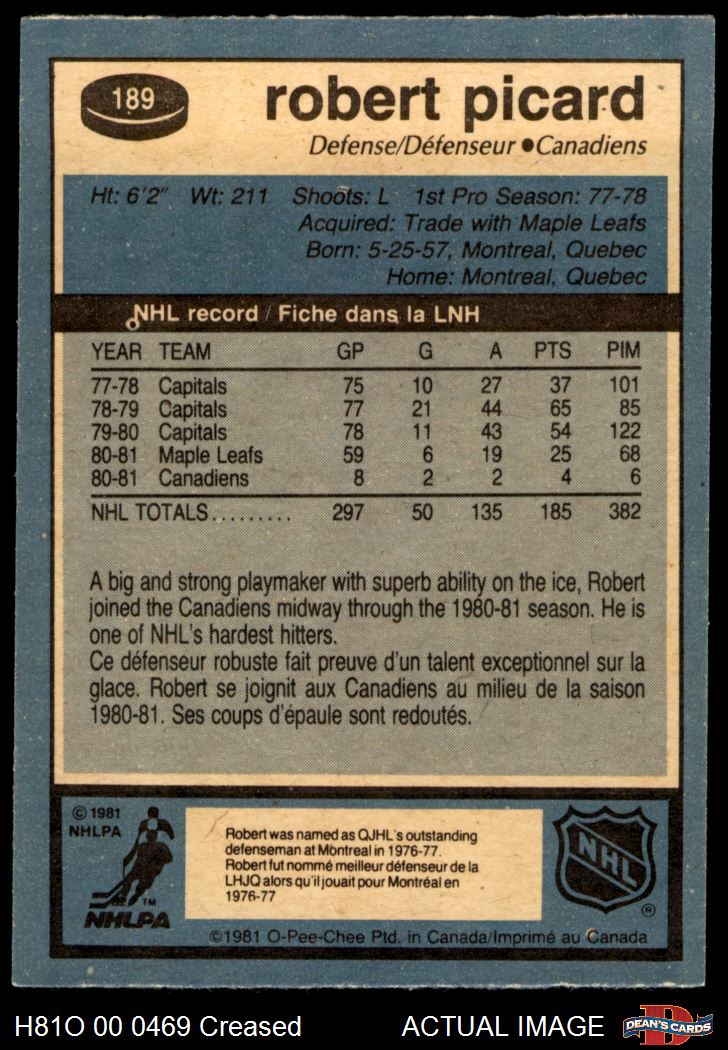 189
robert picard
Defense/Défenseur ●Canadiens
Ht: 6'2" Wt: 211 Shoots: L 1st Pro Season: 77-78
Acquired: Trade with Maple Leafs
Born: 5-25-57, Montreal, Quebec
Home: Montreal, Quebec
NHL record / Fiche dans la LNH
YEAR TEAM GP G A PTS PIM
77-78 Capitals 75 10 27 37 101
78-79 Capitals 77 21 44 65 85
79-80 Capitals 78 11 43 54 122
80-81 Maple Leafs 59 6 19 25 68
80-81 Canadiens 8 2 2 4 6
NHL TOTALS......... 297 50 135 185 382
A big and strong playmaker with superb ability on the ice, Robert
joined the Canadiens midway through the 1980-81 season. He is
one of NHL's hardest hitters.
Ce défenseur robuste fait preuve d'un talent exceptionnel sur la
glace. Robert se joignit aux Canadiens au milieu de la saison
1980-81. Ses coups d'épaule sont redoutés.
© 1981
NHLPA
TM
NHLPA
Robert was named as QJHL's outstanding
defenseman at Montreal in 1976-77.
Robert fut nommé meilleur défenseur de la
LHJQ alors qu'il jouait pour Montréal en
1976-77
NHL
®
©1981 O-Pee-Chee Ptd. in Canada/Imprimé au Canada
H81O 00 0469 Creased ACTUAL IMAGE
D
DEAN'S CARDS